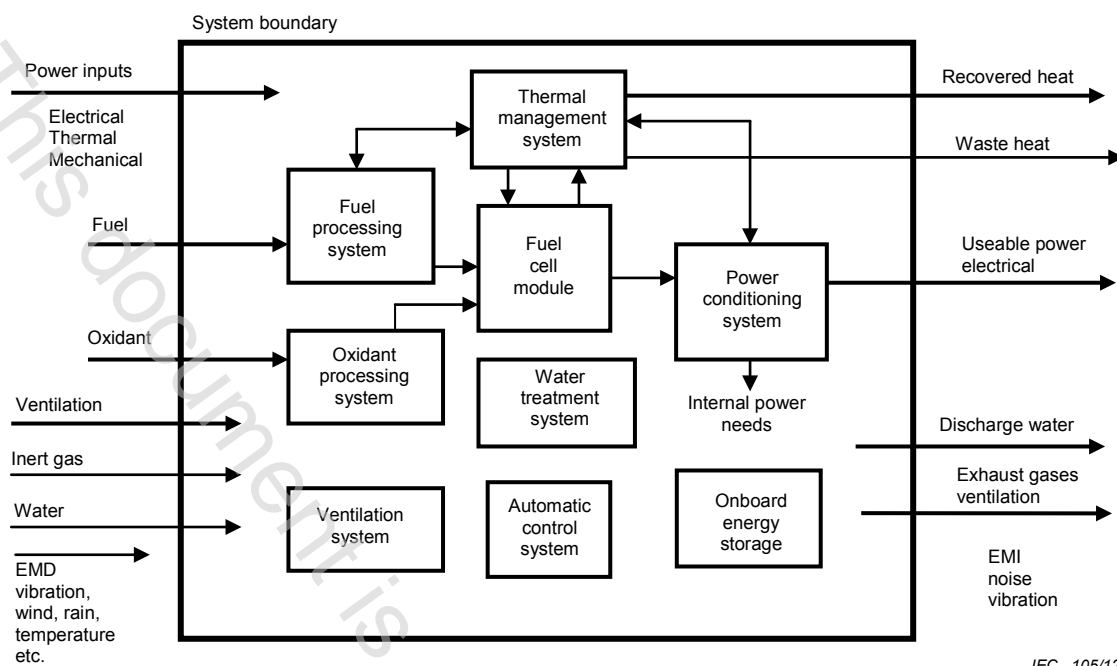 System boundary
Power inputs
Electrical
Thermal
Mechanical
Fuel
Oxidant
Ventilation
Inert gas
Water
EMD
vibration,
wind, rain,
temperature
etc.
Thermal
management
system
Fuel
processing
system
Fuel
cell
module
Power
conditioning
system
Oxidant
processing
system
Water
treatment
system
Internal power
needs
Ventilation
system
Automatic
control
system
Onboard
energy
storage
Recovered heat
Waste heat
Useable power
electrical
Discharge water
Exhaust gases
ventilation
EMI
noise
vibration
This document is